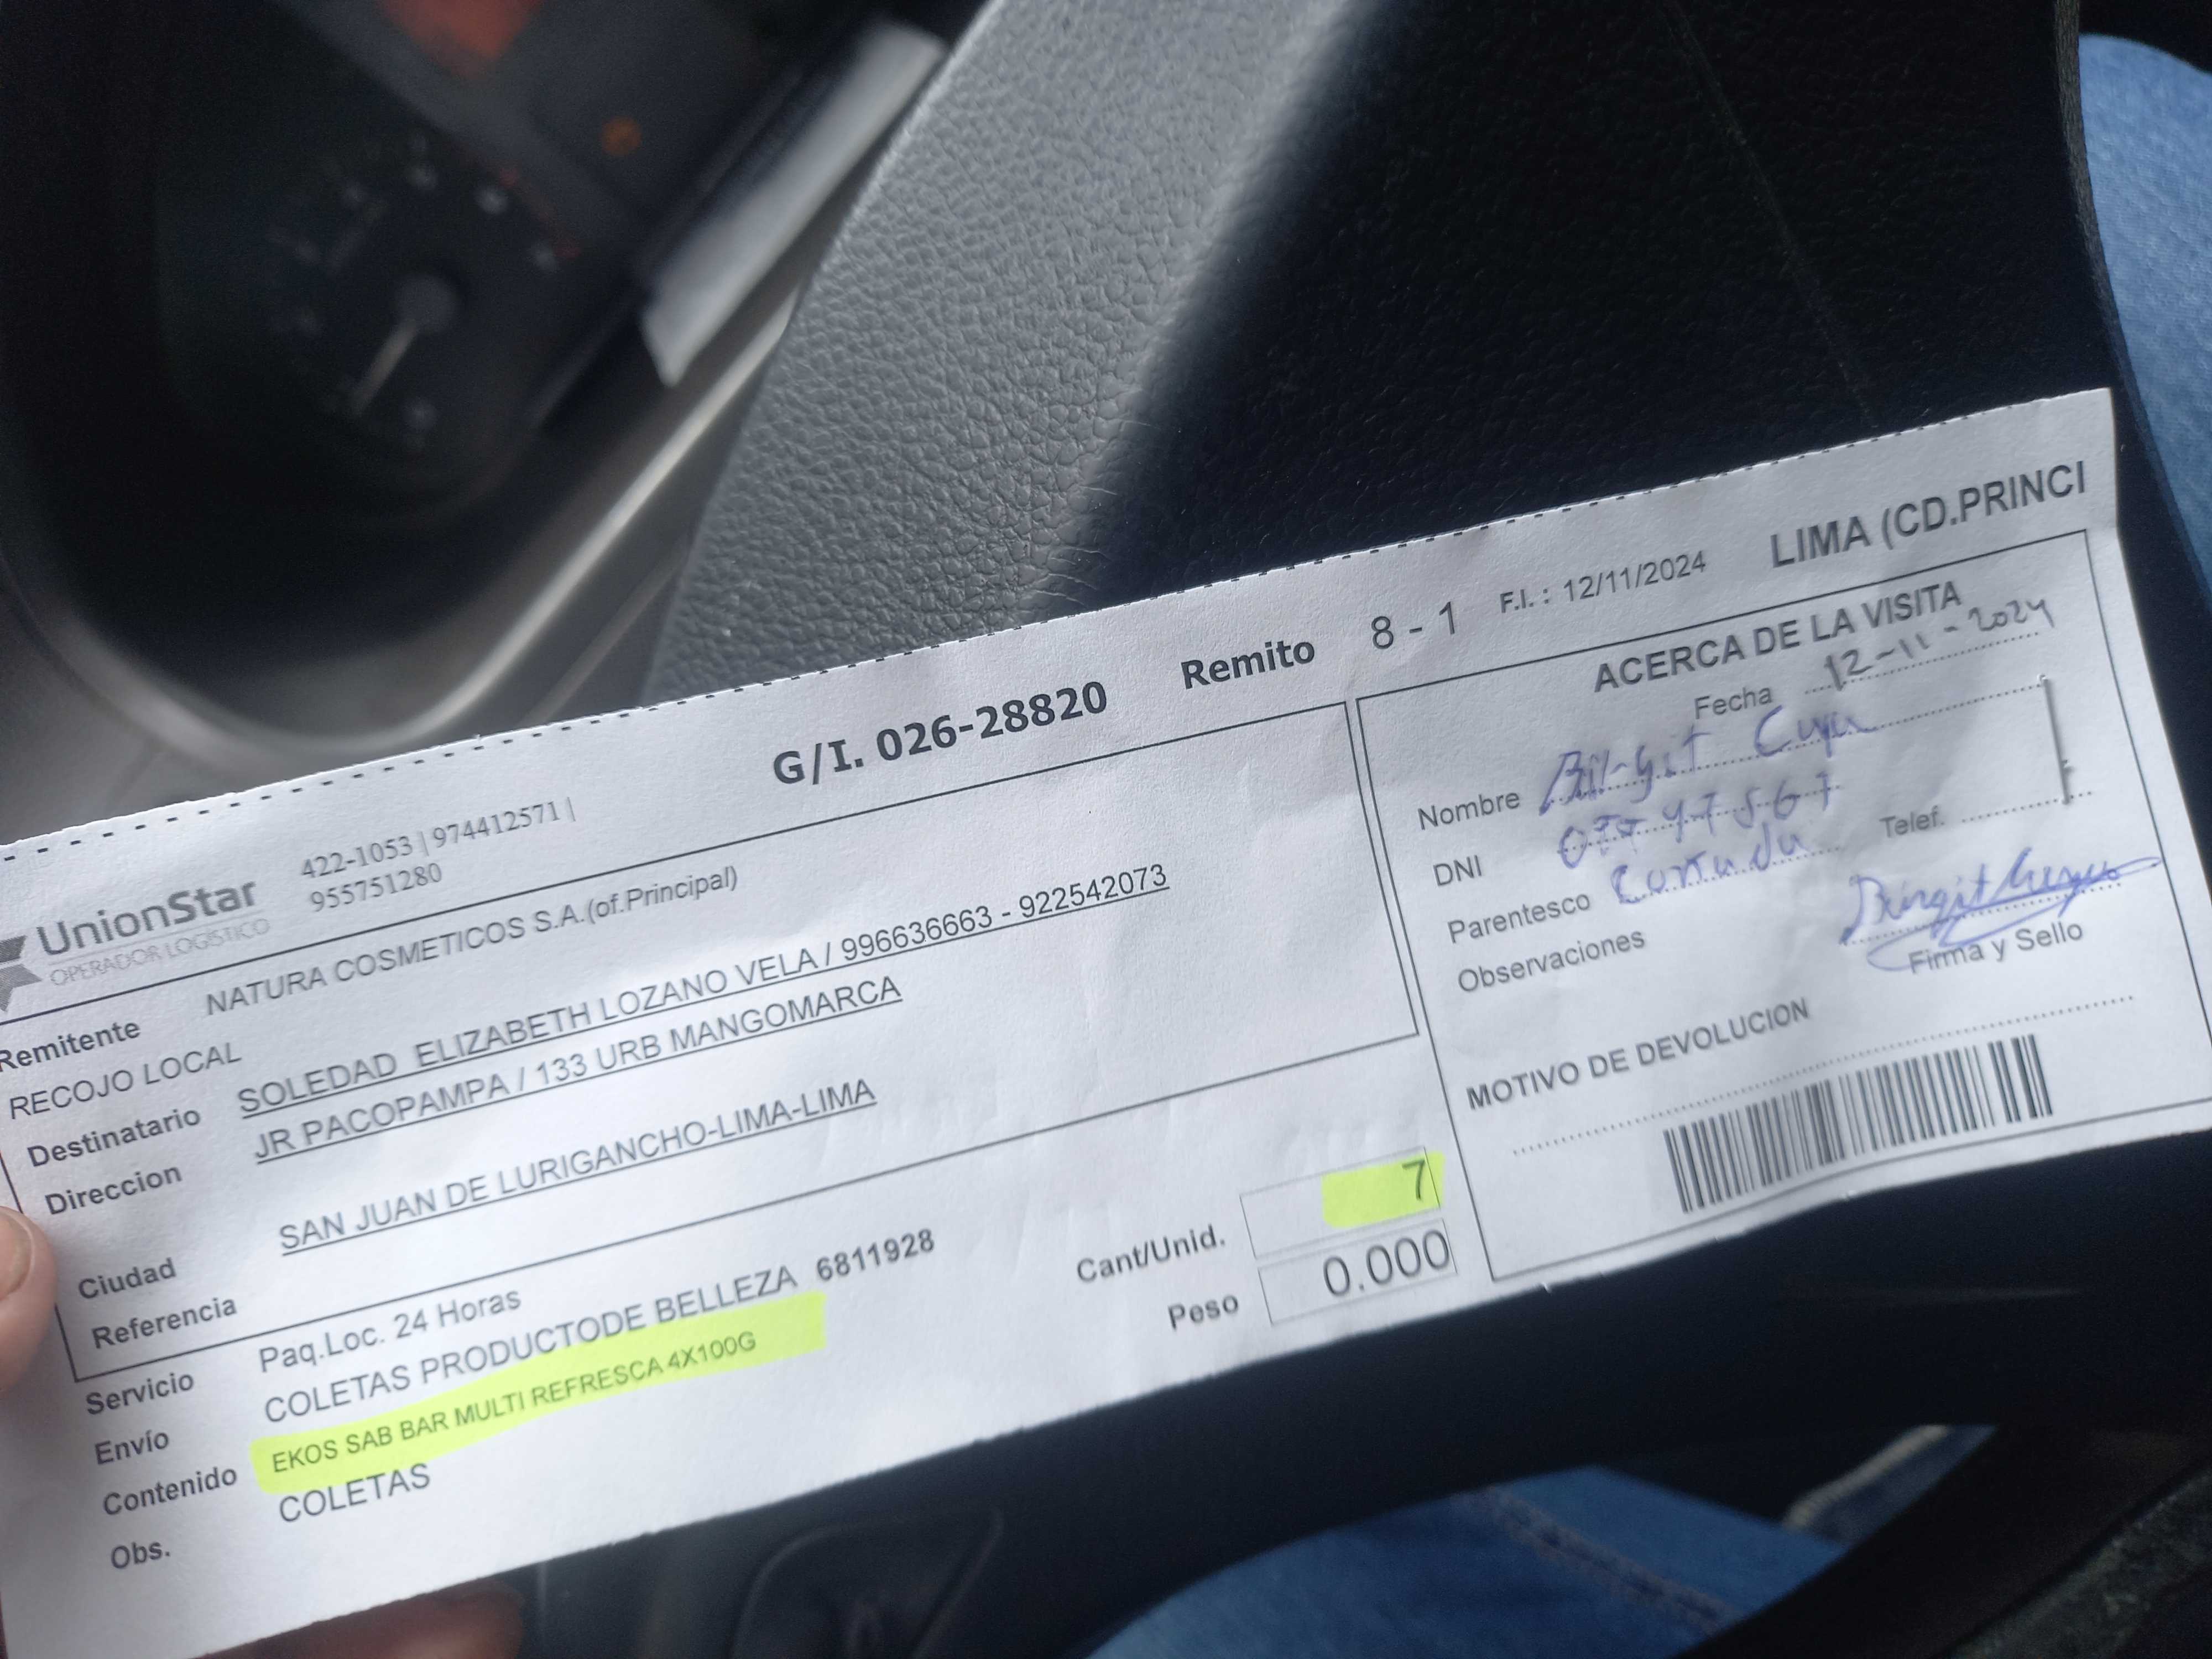 G/I. 026-28820 Remito 8 - 1 F.I. : 12/11/2024 LIMA (CD.PRINCI
UnionStar
OPERADOR LOGISTICO
422-1053 | 974412571 |
955751280
Remitente NATURA COSMETICOS S.A.(of.Principal)
RECOJO LOCAL
Destinatario SOLEDAD ELIZABETH LOZANO VELA / 996636663 - 922542073
Direccion JR PACOPAMPA / 133 URB MANGOMARCA
Ciudad SAN JUAN DE LURIGANCHO-LIMA-LIMA
Referencia
Servicio Paq.Loc. 24 Horas
Envío COLETAS PRODUCTODE BELLEZA 6811928
Contenido EKOS SAB BAR MULTI REFRESCA 4X100G
Obs. COLETAS
Cant/Unid. 7
Peso 0.000
ACERCA DE LA VISITA
Fecha 12-11-2024
Nombre
DNI
Parentesco
Telef.
Observaciones
Firma y Sello
MOTIVO DE DEVOLUCION